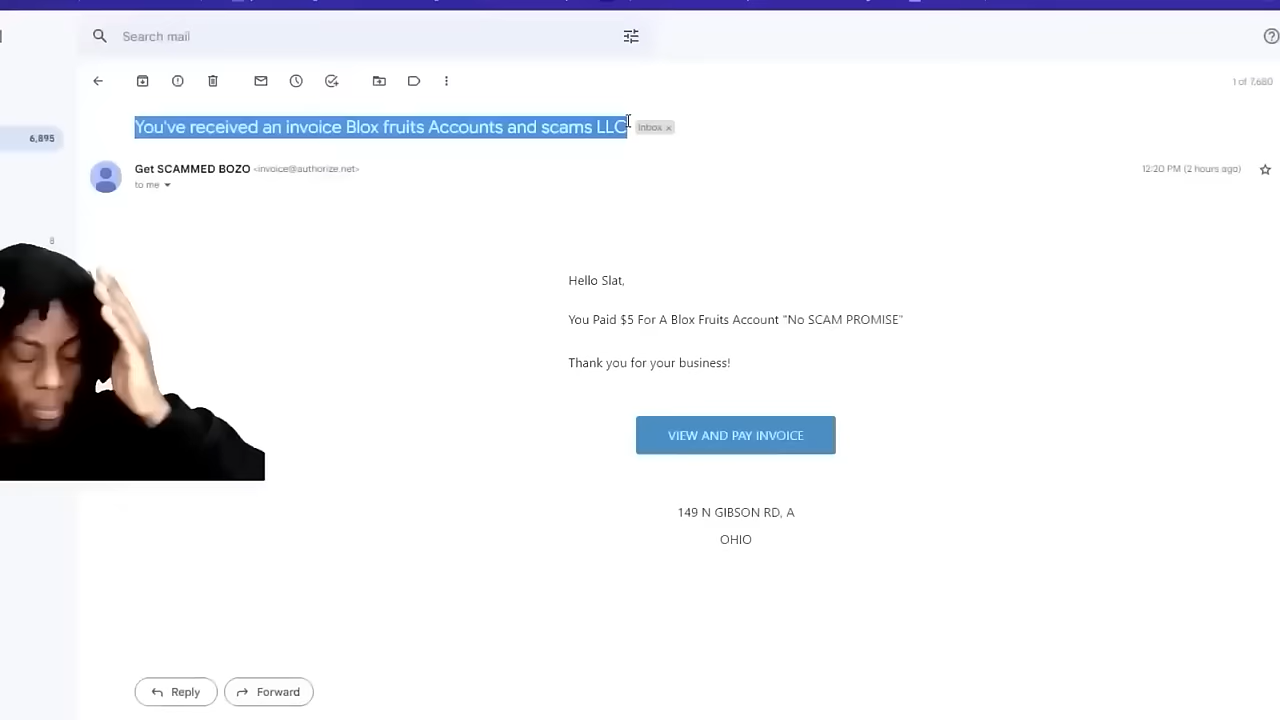 Search mail
1 of 7,680
You've received an invoice Blox fruits Accounts and scams LLC
Inbox x
6,895
Get SCAMMED BOZO <invoice@authorize.net>
12:20 PM (2 hours ago)
to me
8
Hello Slat,
You Paid $5 For A Blox Fruits Account "No SCAM PROMISE"
Thank you for your business!
VIEW AND PAY INVOICE
149 N GIBSON RD, A
OHIO
Reply
Forward